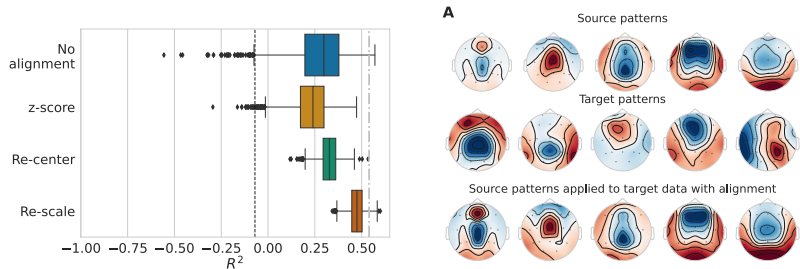 No
alignment
z-score
Re-center
Re-scale
−1.00 −0.75 −0.50 −0.25 0.00 0.25 0.50
R²
A
Source patterns
Target patterns
Source patterns applied to target data with alignment